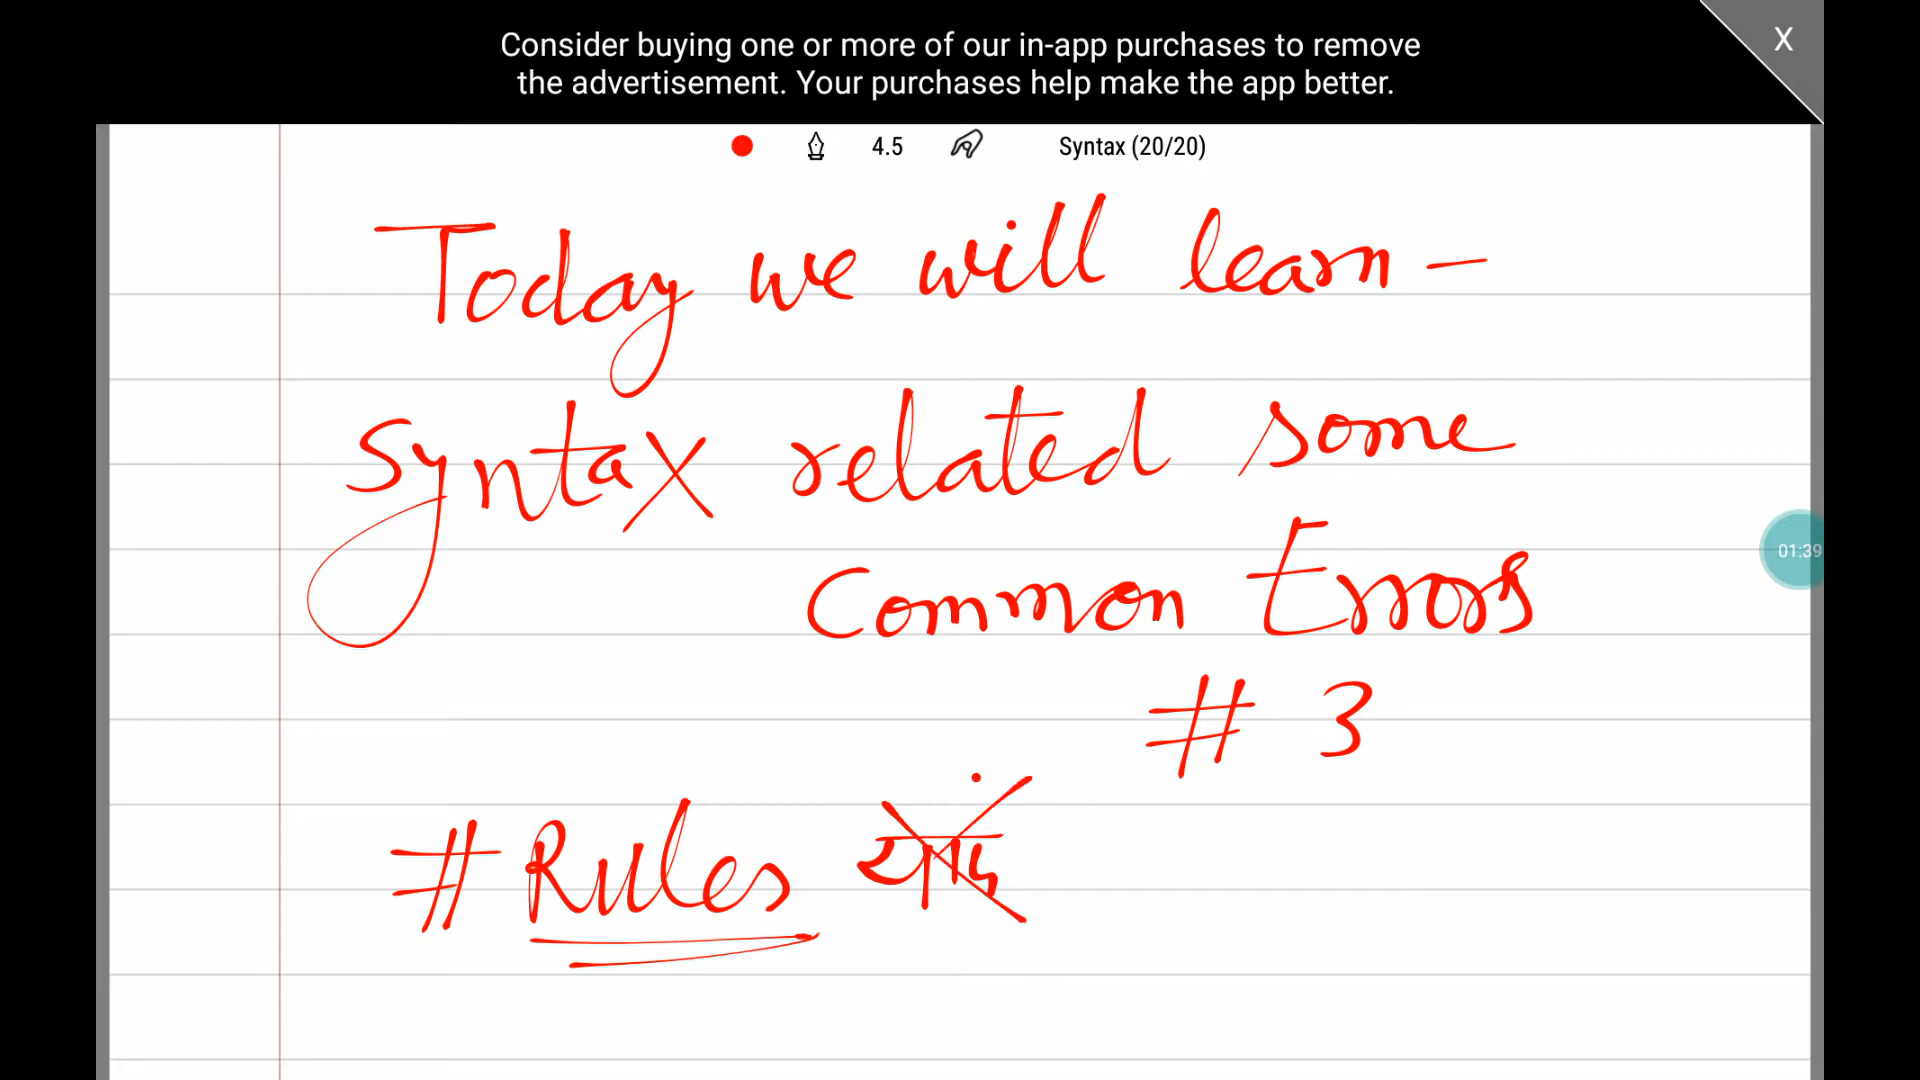 Consider buying one or more of our in-app purchases to remove
the advertisement. Your purchases help make the app better.
X
4.5 Syntax (20/20)
Today we will learn –
Syntax related some
01:39
Common Errors
# 3
# Rules